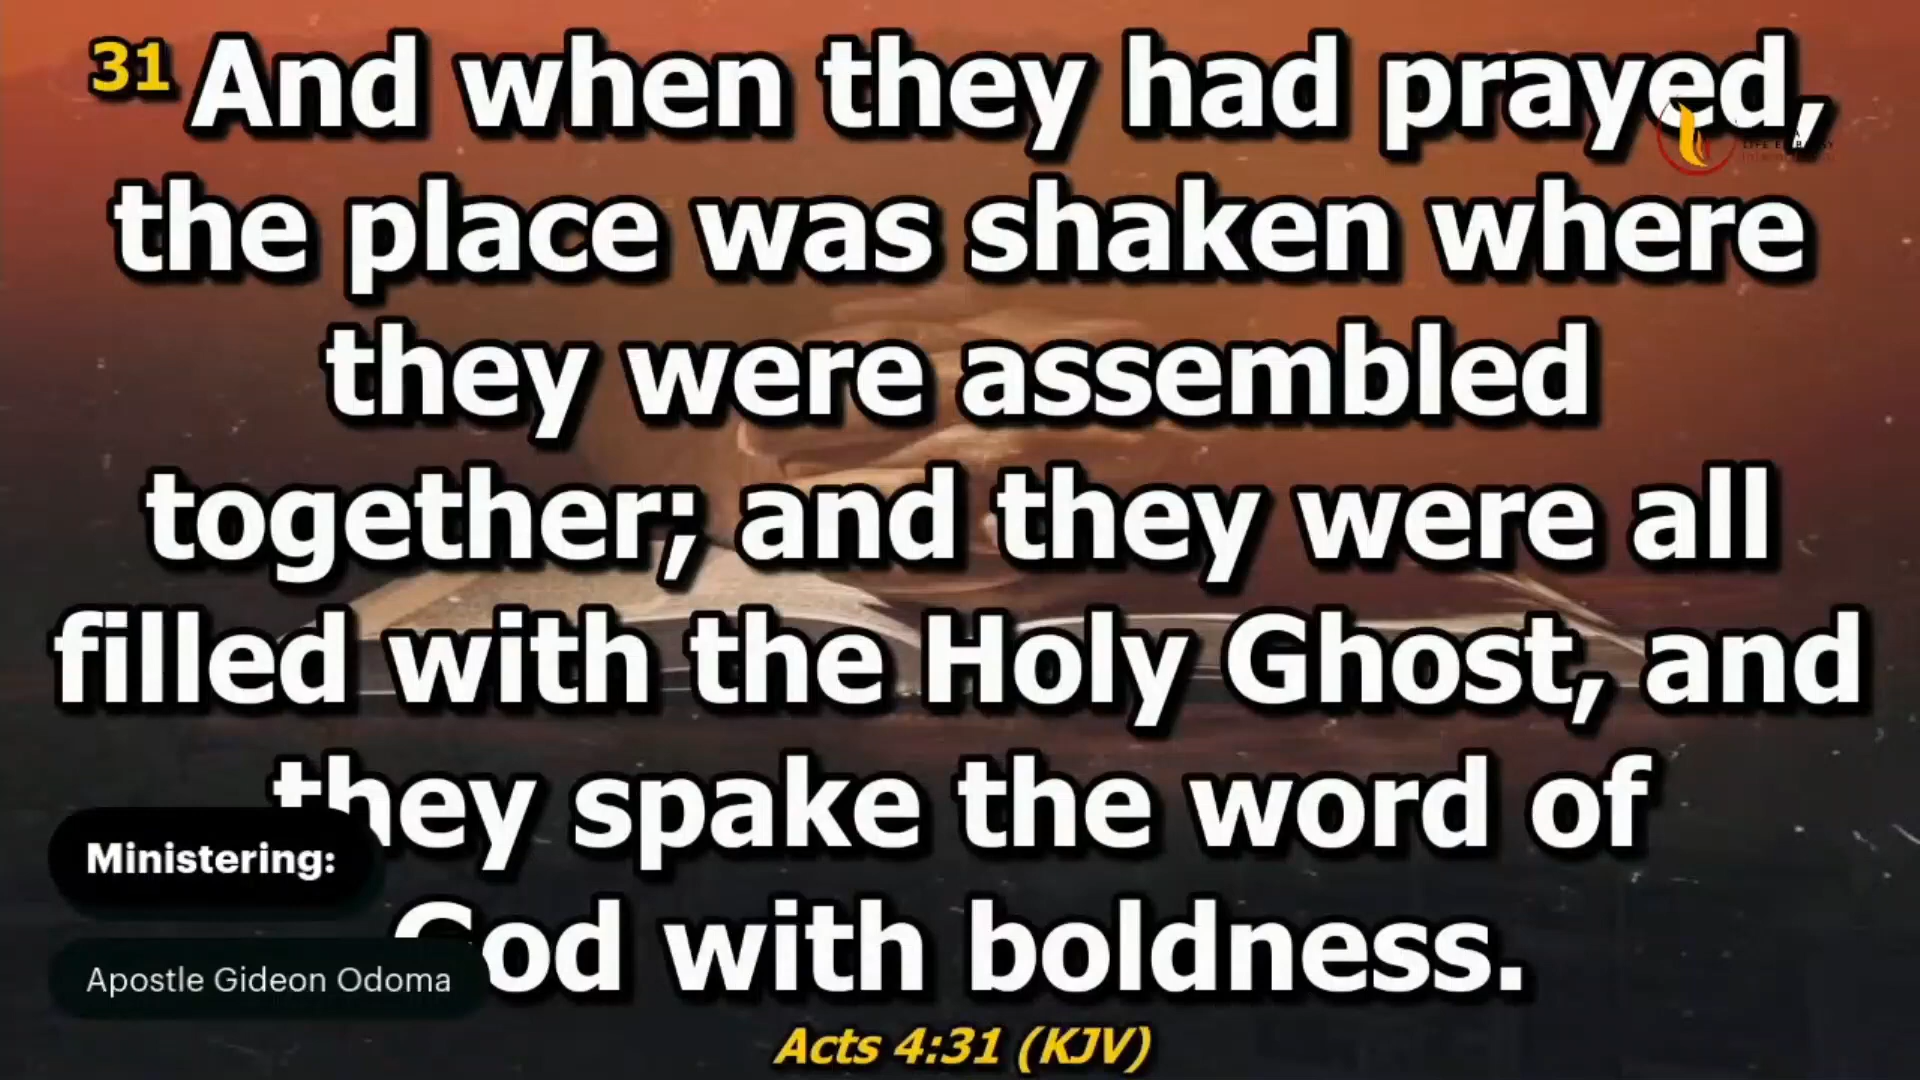 31 And when they had prayed,
the place was shaken where
they were assembled
together; and they were all
filled with the Holy Ghost, and
they spake the word of
God with boldness.
Ministering:
Apostle Gideon Odoma
Acts 4:31 (KJV)